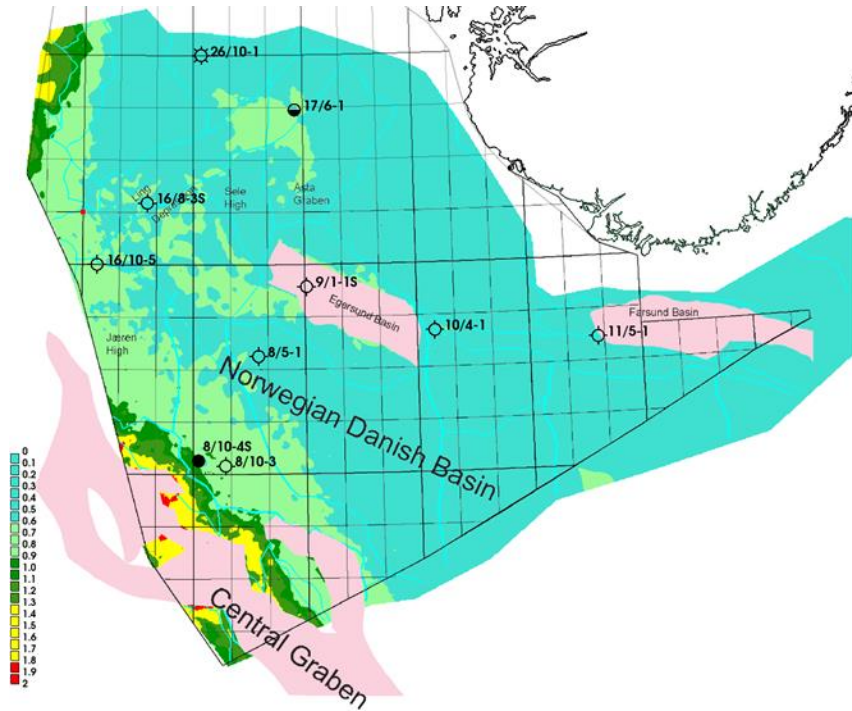 26/10-1
17/6-1
Ling
Depression
16/8-3S
Sele
High
Åsta
Graben
16/10-5
9/1-1S
Egersund Basin
Farsund Basin
10/4-1
11/5-1
Jæren
High
8/5-1
Norwegian Danish Basin
8/10-4S
8/10-3
Central Graben
0
0.1
0.2
0.3
0.4
0.5
0.6
0.7
0.8
0.9
1.0
1.1
1.2
1.3
1.4
1.5
1.6
1.7
1.8
1.9
2